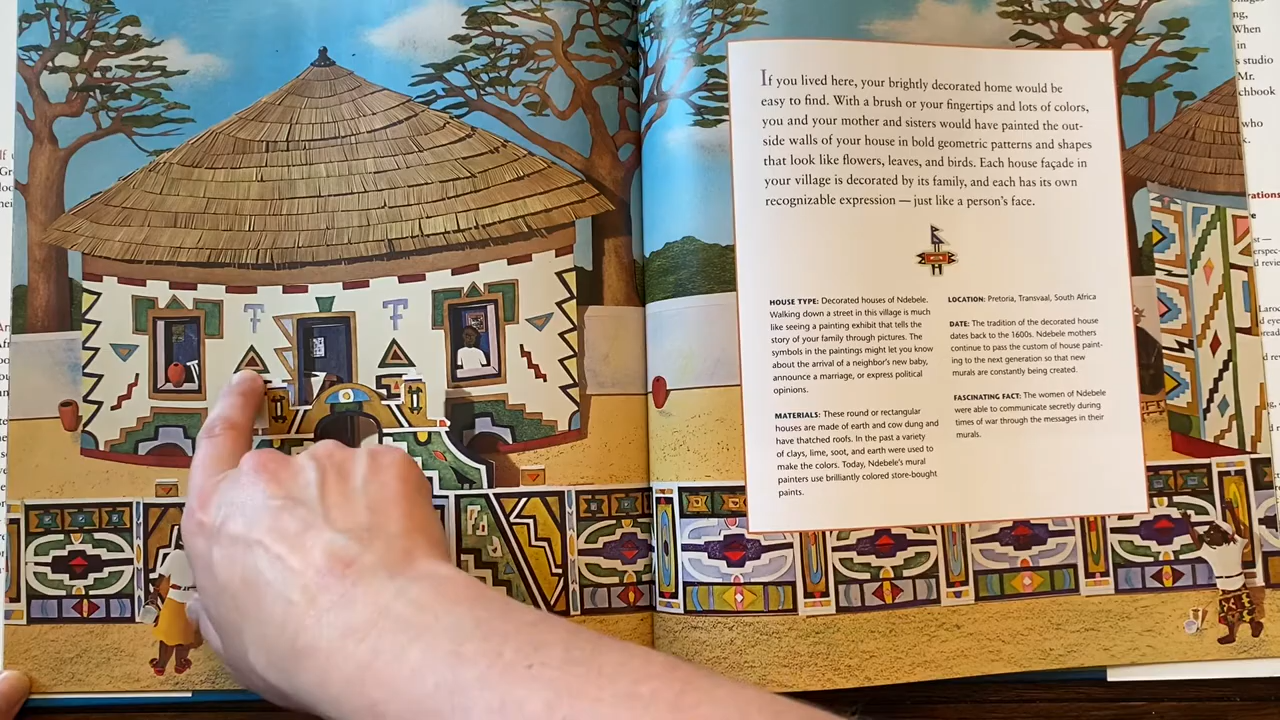 If you lived here, your brightly decorated home would be
easy to find. With a brush or your fingertips and lots of colors,
you and your mother and sisters would have painted the out-
side walls of your house in bold geometric patterns and shapes
that look like flowers, leaves, and birds. Each house façade in
your village is decorated by its family, and each has its own
recognizable expression — just like a person's face.
HOUSE TYPE: Decorated houses of Ndebele.
Walking down a street in this village is much
like seeing a painting exhibit that tells the
story of your family through pictures. The
symbols in the paintings might let you know
about the arrival of a neighbor's new baby,
announce a marriage, or express political
opinions.
MATERIALS: These round or rectangular
houses are made of earth and cow dung and
have thatched roofs. In the past a variety
of clays, lime, soot, and earth were used to
make the colors. Today, Ndebele's mural
painters use brilliantly colored store-bought
paints.
LOCATION: Pretoria, Transvaal, South Africa
DATE: The tradition of the decorated house
dates back to the 1600s. Ndebele mothers
continue to pass the custom of house paint-
ing to the next generation so that new
murals are constantly being created.
FASCINATING FACT: The women of Ndebele
were able to communicate secretly during
times of war through the messages in their
murals.
ng,
When
in
s studio
Mr.
chbook
who
k.
rations
e
st —
erspec-
d revie